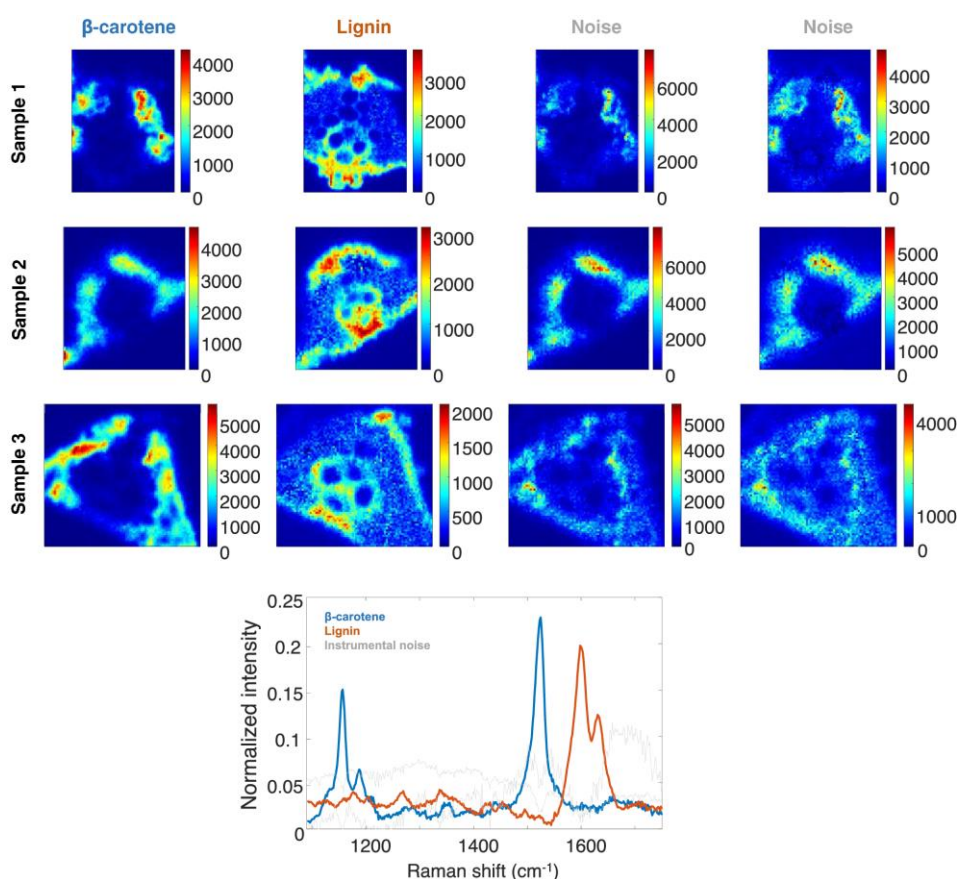 β-carotene Lignin Noise Noise
Sample 1
4000 3000 2000 1000 0
3000 2000 1000 0
6000 4000 2000 0
4000 3000 2000 1000 0
Sample 2
4000 3000 2000 1000 0
3000 2000 1000 0
6000 4000 2000 0
6000 5000 4000 3000 2000 1000 0
Sample 3
5000 4000 3000 2000 1000 0
2000 1500 1000 500 0
5000 4000 3000 2000 1000 0
4000 1000 0
0.25
0.2
0.15
0.1
0.05
0
Normalized intensity
β-carotene
Lignin
Instrumental noise
1200 1400 1600
Raman shift (cm⁻¹)